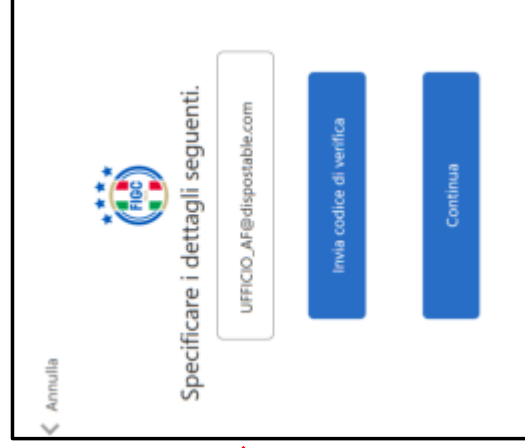 Annulla
FIGC
Specificare i dettagli seguenti.
UFFICIO_AF@dispostable.com
Invia codice di verifica
Continua